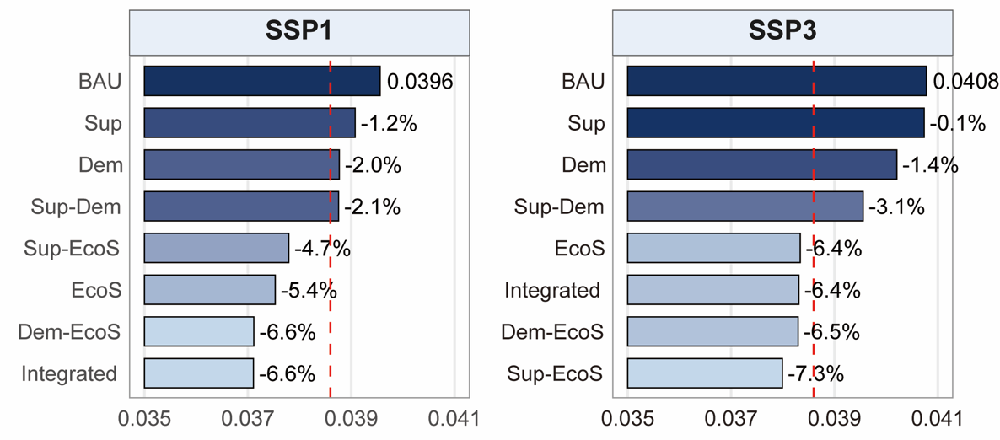 SSP1
BAU 0.0396
Sup -1.2%
Dem -2.0%
Sup-Dem -2.1%
Sup-EcoS -4.7%
EcoS -5.4%
Dem-EcoS -6.6%
Integrated -6.6%
0.035 0.037 0.039 0.041
SSP3
BAU 0.0408
Sup -0.1%
Dem -1.4%
Sup-Dem -3.1%
EcoS -6.4%
Integrated -6.4%
Dem-EcoS -6.5%
Sup-EcoS -7.3%
0.035 0.037 0.039 0.041